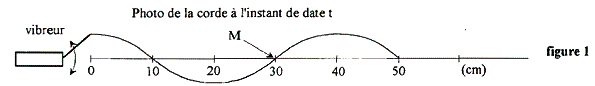 Photo de la corde à l'instant de date t
vibreur
M
figure 1
0 10 20 30 40 50 (cm)